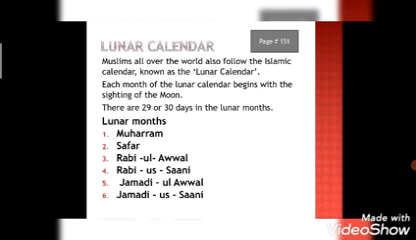 LUNAR CALENDAR
Page # 151
Muslims all over the world also follow the Islamic
calendar, known as the 'Lunar Calendar'.
Each month of the lunar calendar begins with the
sighting of the Moon.
There are 29 or 30 days in the lunar months.
Lunar months
1. Muharram
2. Safar
3. Rabi -ul- Awwal
4. Rabi - us - Saani
5. Jamadi - ul Awwal
6. Jamadi - us - Saani
Made with
VideoShow